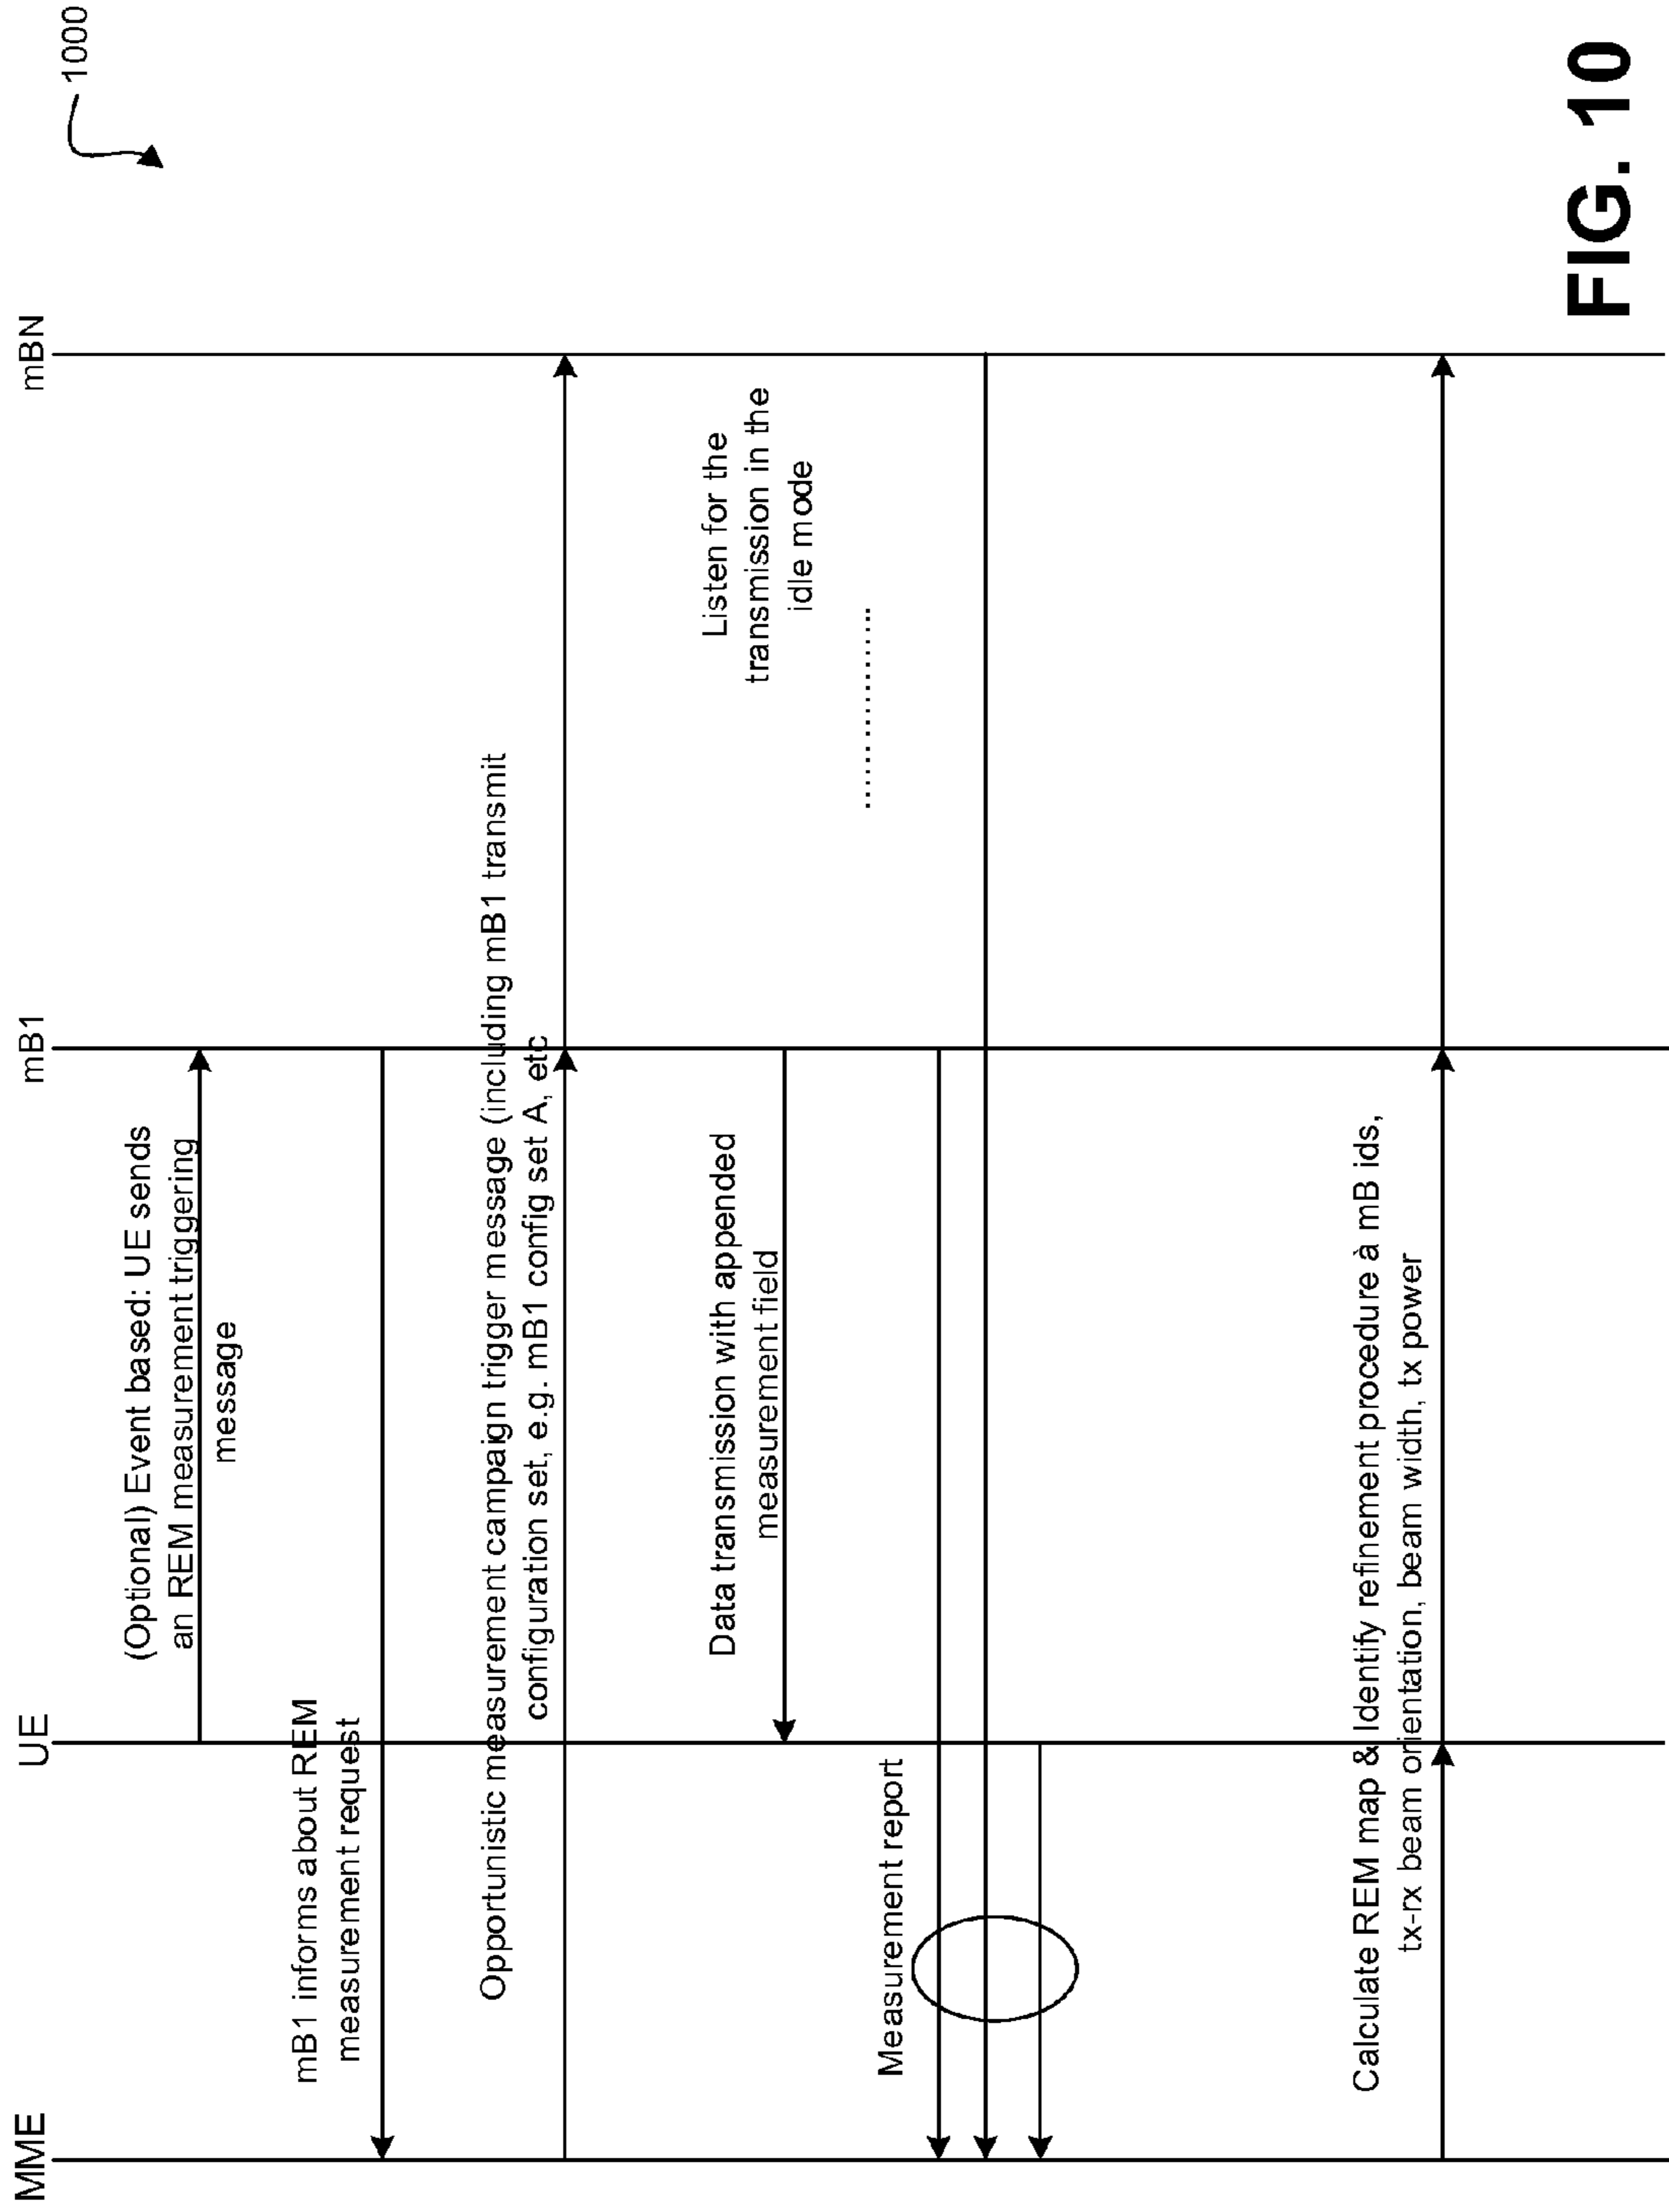 1000
MME
UE
mB1
mBN
(Optional) Event based: UE sends
an REM measurement triggering
message
mB1 informs about REM
measurement request
Opportunistic measurement campaign trigger message (including mB1 transmit
configuration set, e.g. mB1 config set A, etc
Data transmission with appended
measurement field
Listen for the
transmission in the
idle mode
....................
Measurement report
Calculate REM map & Identify refinement procedure à mB ids,
tx-rx beam orientation, beam width, tx power
FIG. 10